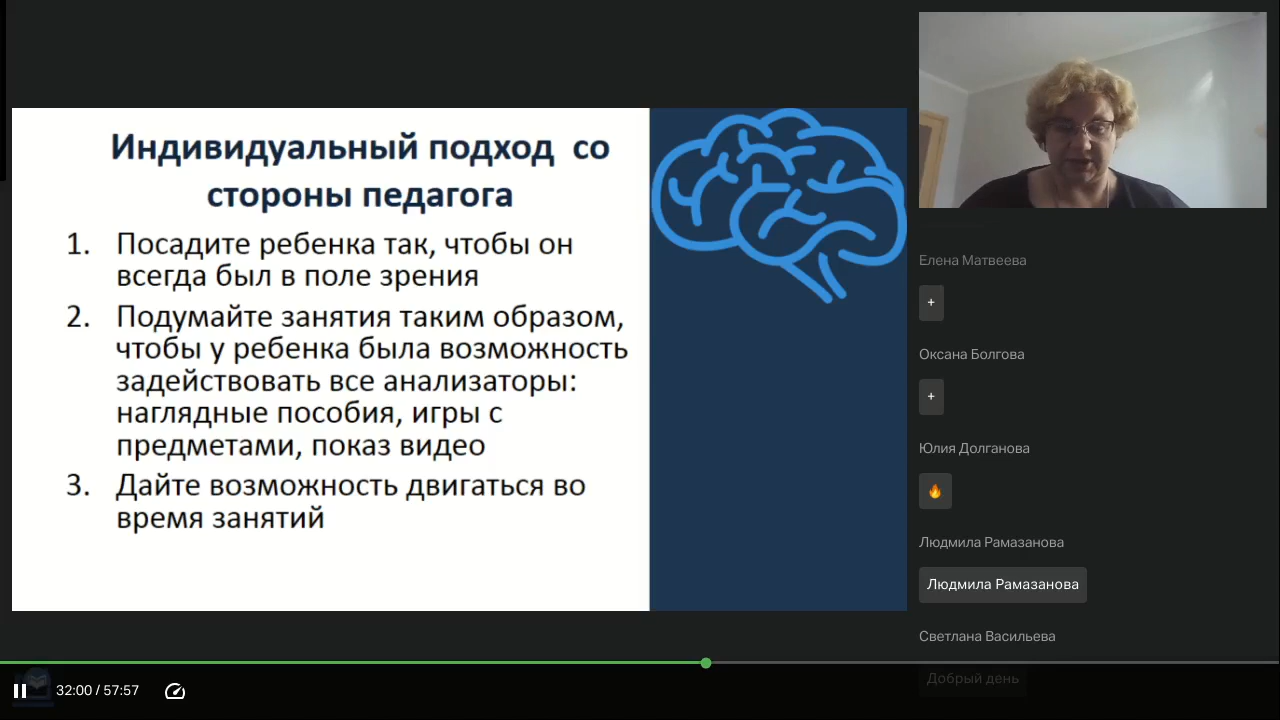 Индивидуальный подход со
стороны педагога
1. Посадите ребенка так, чтобы он
всегда был в поле зрения
2. Подумайте занятия таким образом,
чтобы у ребенка была возможность
задействовать все анализаторы:
наглядные пособия, игры с
предметами, показ видео
3. Дайте возможность двигаться во
время занятий
Елена Матвеева
+
Оксана Болгова
+
Юлия Долганова
🔥
Людмила Рамазанова
Людмила Рамазанова
Светлана Васильева
Добрый день
32:00 / 57:57